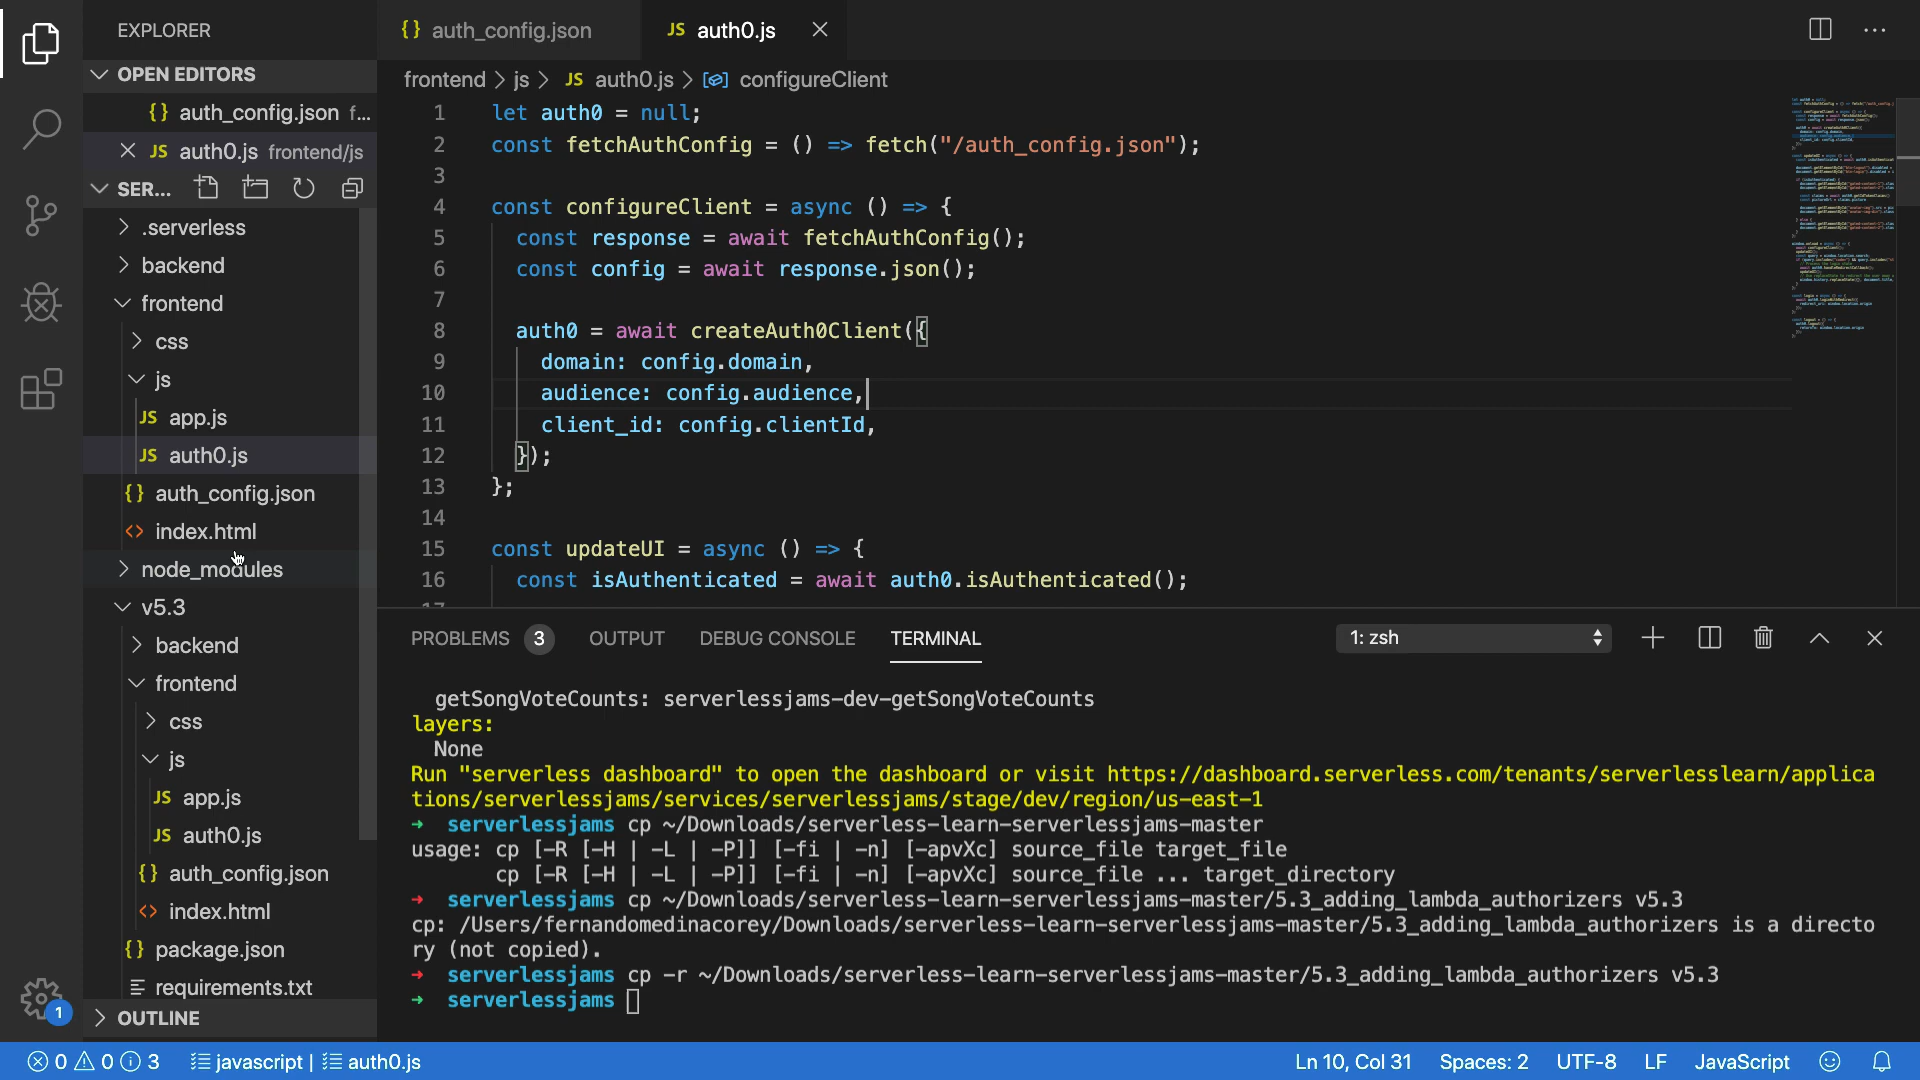 EXPLORER
OPEN EDITORS
{} auth_config.json f...
JS auth0.js frontend/js
SER...
.serverless
backend
frontend
css
js
JS app.js
JS auth0.js
{} auth_config.json
<> index.html
node_modules
v5.3
backend
frontend
css
js
JS app.js
JS auth0.js
{} auth_config.json
<> index.html
{} package.json
requirements.txt
OUTLINE
1
{} auth_config.json
JS auth0.js
frontend > js > JS auth0.js > configureClient
1 let auth0 = null;
2 const fetchAuthConfig = () => fetch("/auth_config.json");
3
4 const configureClient = async () => {
5 const response = await fetchAuthConfig();
6 const config = await response.json();
7
8 auth0 = await createAuth0Client({
9 domain: config.domain,
10 audience: config.audience,
11 client_id: config.clientId,
12 });
13 };
14
15 const updateUI = async () => {
16 const isAuthenticated = await auth0.isAuthenticated();
17
PROBLEMS 3 OUTPUT DEBUG CONSOLE TERMINAL 1: zsh
getSongVoteCounts: serverlessjams-dev-getSongVoteCounts
layers:
None
Run "serverless dashboard" to open the dashboard or visit https://dashboard.serverless.com/tenants/serverlesslearn/applica
tions/serverlessjams/services/serverlessjams/stage/dev/region/us-east-1
→ serverlessjams cp ~/Downloads/serverless-learn-serverlessjams-master
usage: cp [-R [-H | -L | -P]] [-fi | -n] [-apvXc] source_file target_file
cp [-R [-H | -L | -P]] [-fi | -n] [-apvXc] source_file ... target_directory
→ serverlessjams cp ~/Downloads/serverless-learn-serverlessjams-master/5.3_adding_lambda_authorizers v5.3
cp: /Users/fernandomedinacorey/Downloads/serverless-learn-serverlessjams-master/5.3_adding_lambda_authorizers is a directo
ry (not copied).
→ serverlessjams cp -r ~/Downloads/serverless-learn-serverlessjams-master/5.3_adding_lambda_authorizers v5.3
→ serverlessjams
0 0 3 javascript | auth0.js Ln 10, Col 31 Spaces: 2 UTF-8 LF JavaScript